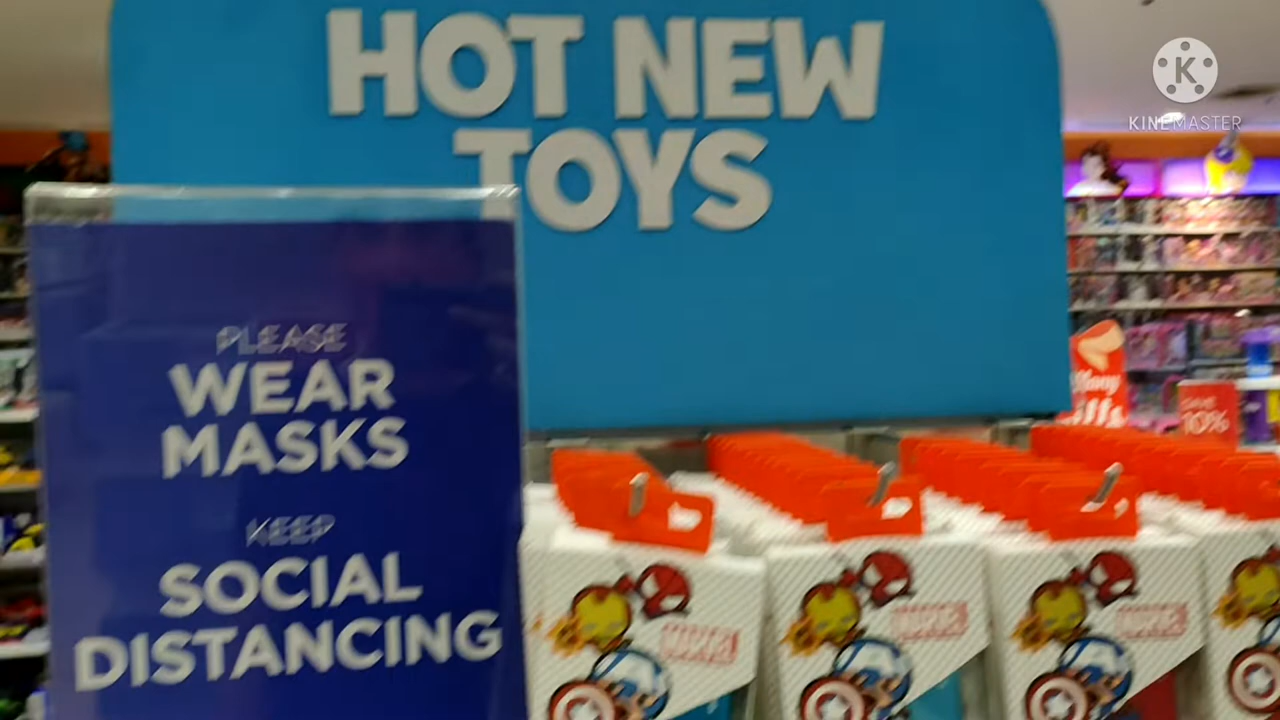 HOT NEW
TOYS
KINEMASTER
PLEASE
WEAR
MASKS
KEEP
SOCIAL
DISTANCING
10%
MARVEL
MARVEL
MARVEL